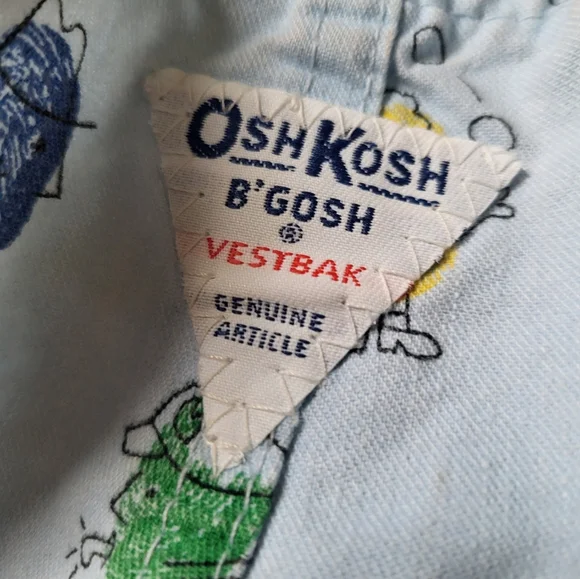 OSHKOSH
B'GOSH
®
VESTBAK
GENUINE
ARTICLE